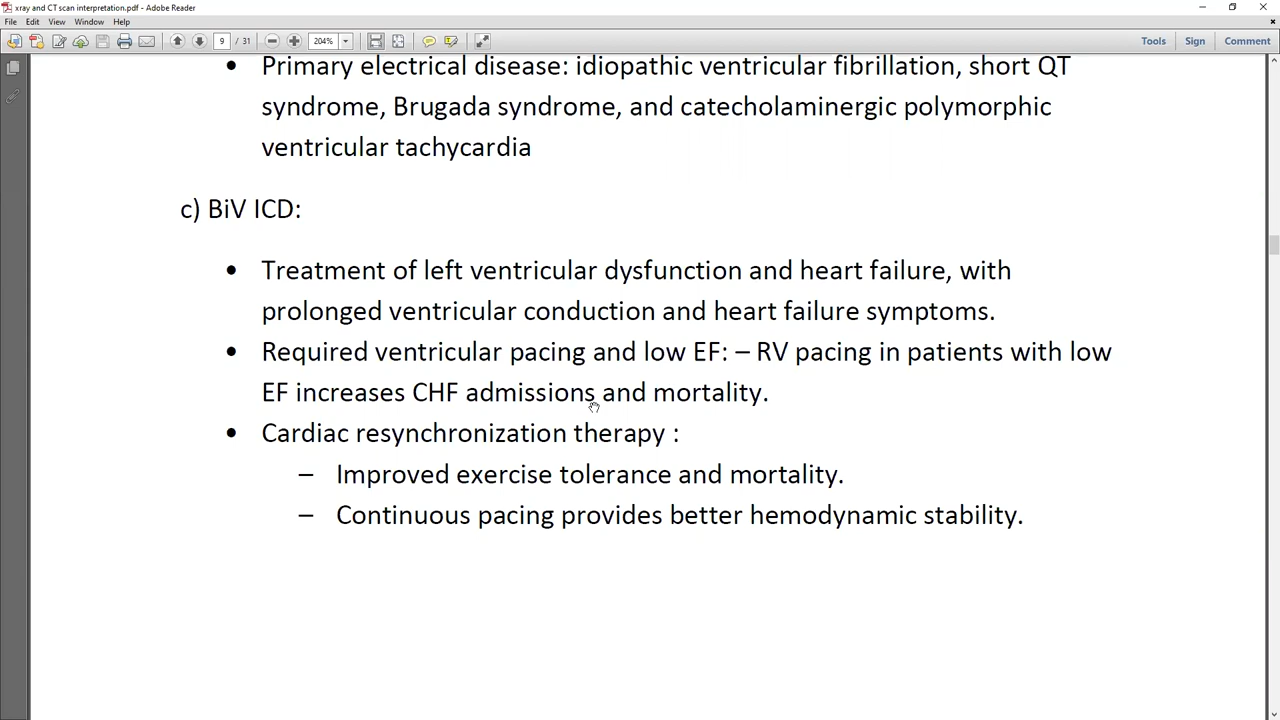 xray and CT scan interpretation.pdf - Adobe Reader
File Edit View Window Help
9 / 31 204% Tools Sign Comment
• Primary electrical disease: idiopathic ventricular fibrillation, short QT
syndrome, Brugada syndrome, and catecholaminergic polymorphic
ventricular tachycardia
c) BiV ICD:
• Treatment of left ventricular dysfunction and heart failure, with
prolonged ventricular conduction and heart failure symptoms.
• Required ventricular pacing and low EF: – RV pacing in patients with low
EF increases CHF admissions and mortality.
• Cardiac resynchronization therapy :
– Improved exercise tolerance and mortality.
– Continuous pacing provides better hemodynamic stability.